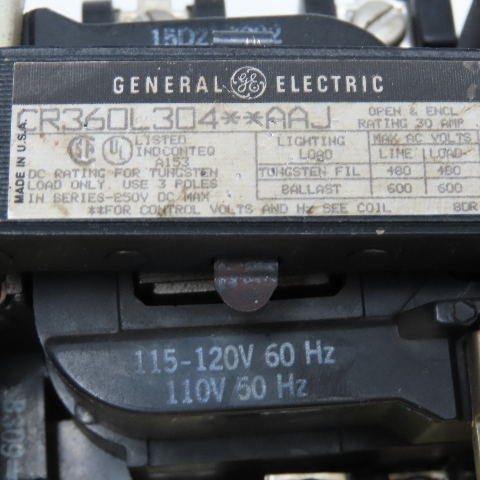 GENERAL GE ELECTRIC
CR360L304**AAJ
OPEN & ENCL
RATING 30 AMP
MADE IN U.S.A.
LISTED
IND CONT EQ
A153
DC RATING FOR TUNGSTEN
LOAD ONLY. USE 3 POLES
IN SERIES-250V DC MAX
LIGHTING LOAD
MAX AC VOLTS
LINE LOAD
TUNGSTEN FIL 480 480
BALLAST 600 600
**FOR CONTROL VOLTS AND Hz SEE COIL
115-120V 60 Hz
110V 50 Hz